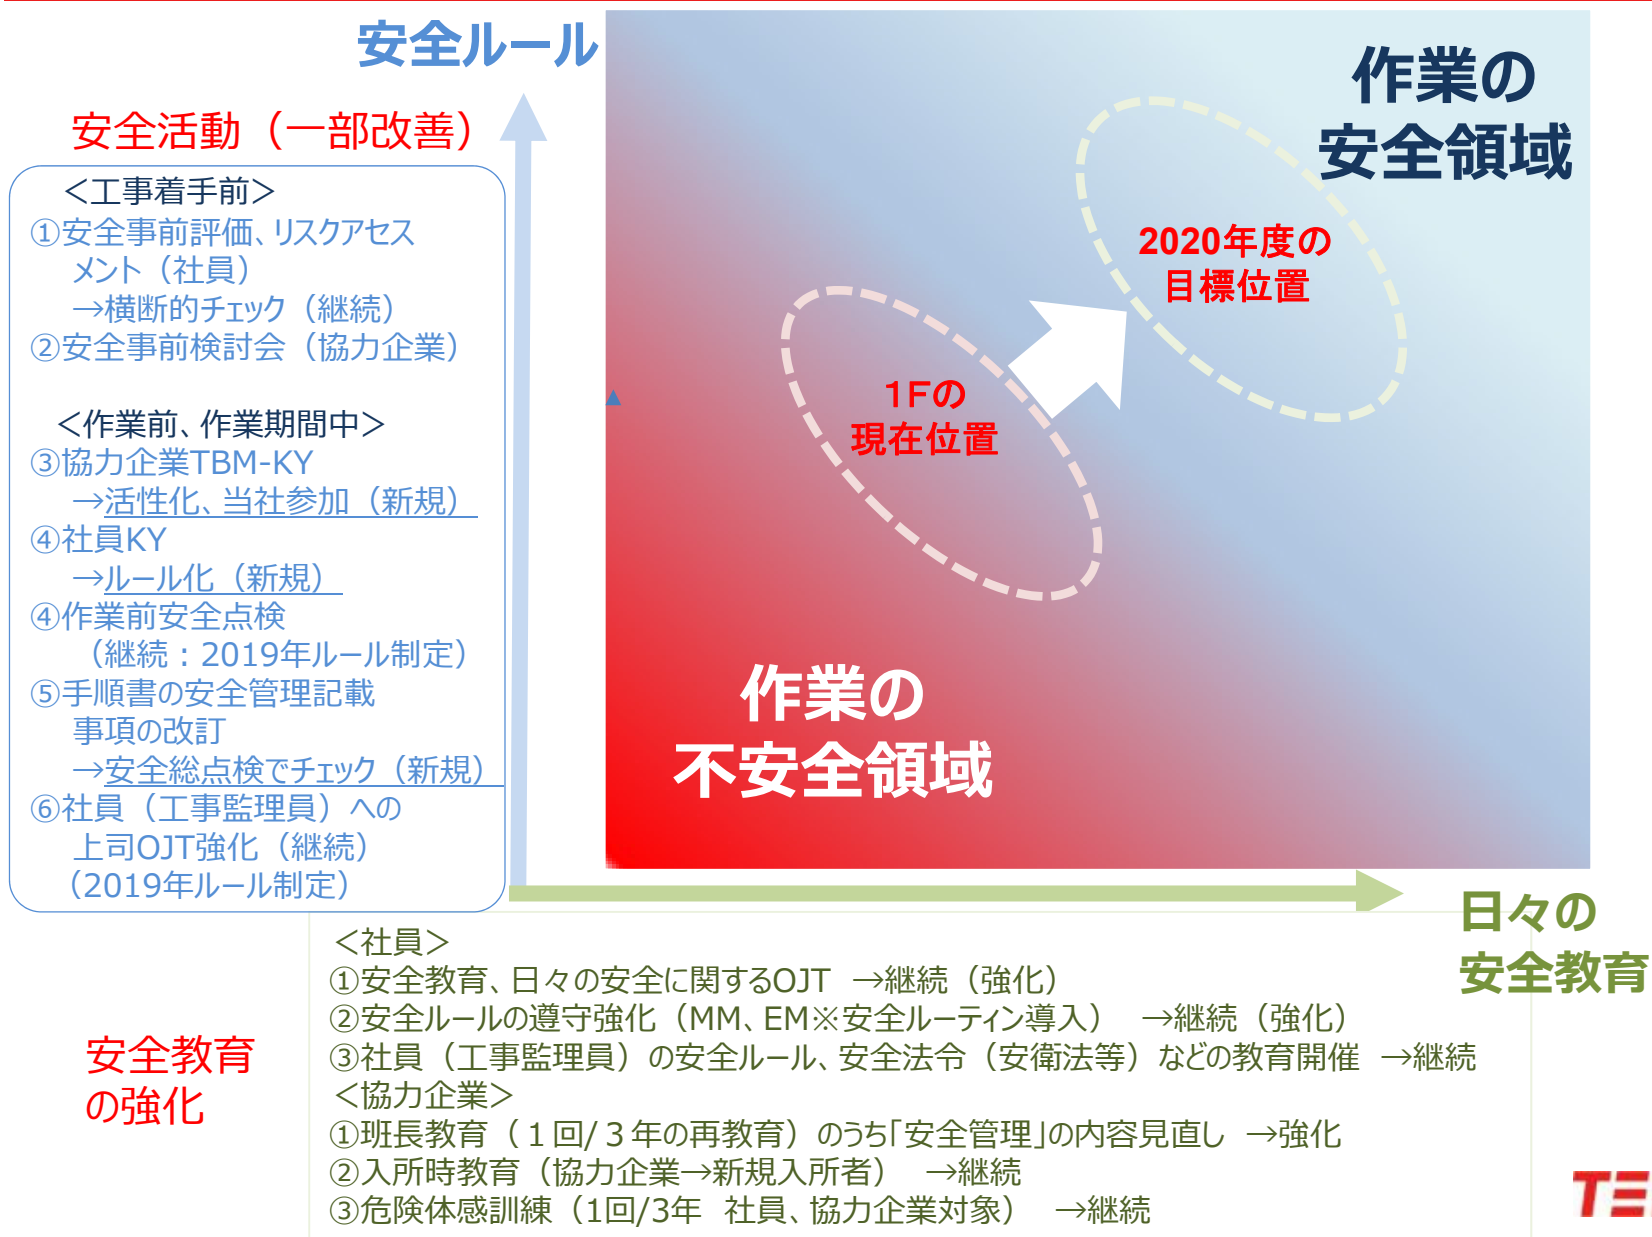 安全ルール
安全活動（一部改善）
＜工事着手前＞
①安全事前評価、リスクアセス
メント（社員）
→横断的チェック（継続）
②安全事前検討会（協力企業）
＜作業前、作業期間中＞
③協力企業TBM-KY
→活性化、当社参加（新規）
④社員KY
→ルール化（新規）
④作業前安全点検
（継続：2019年ルール制定）
⑤手順書の安全管理記載
事項の改訂
→安全総点検でチェック（新規）
⑥社員（工事監理員）への
上司OJT強化（継続）
（2019年ルール制定）
作業の
安全領域
2020年度の
目標位置
1Fの
現在位置
作業の
不安全領域
日々の
安全教育
安全教育
の強化
＜社員＞
①安全教育、日々の安全に関するOJT →継続（強化）
②安全ルールの遵守強化（MM、EM※安全ルーティン導入） →継続（強化）
③社員（工事監理員）の安全ルール、安全法令（安衛法等）などの教育開催 →継続
＜協力企業＞
①班長教育（１回/３年の再教育）のうち「安全管理」の内容見直し →強化
②入所時教育（協力企業→新規入所者） →継続
③危険体感訓練（1回/3年 社員、協力企業対象） →継続